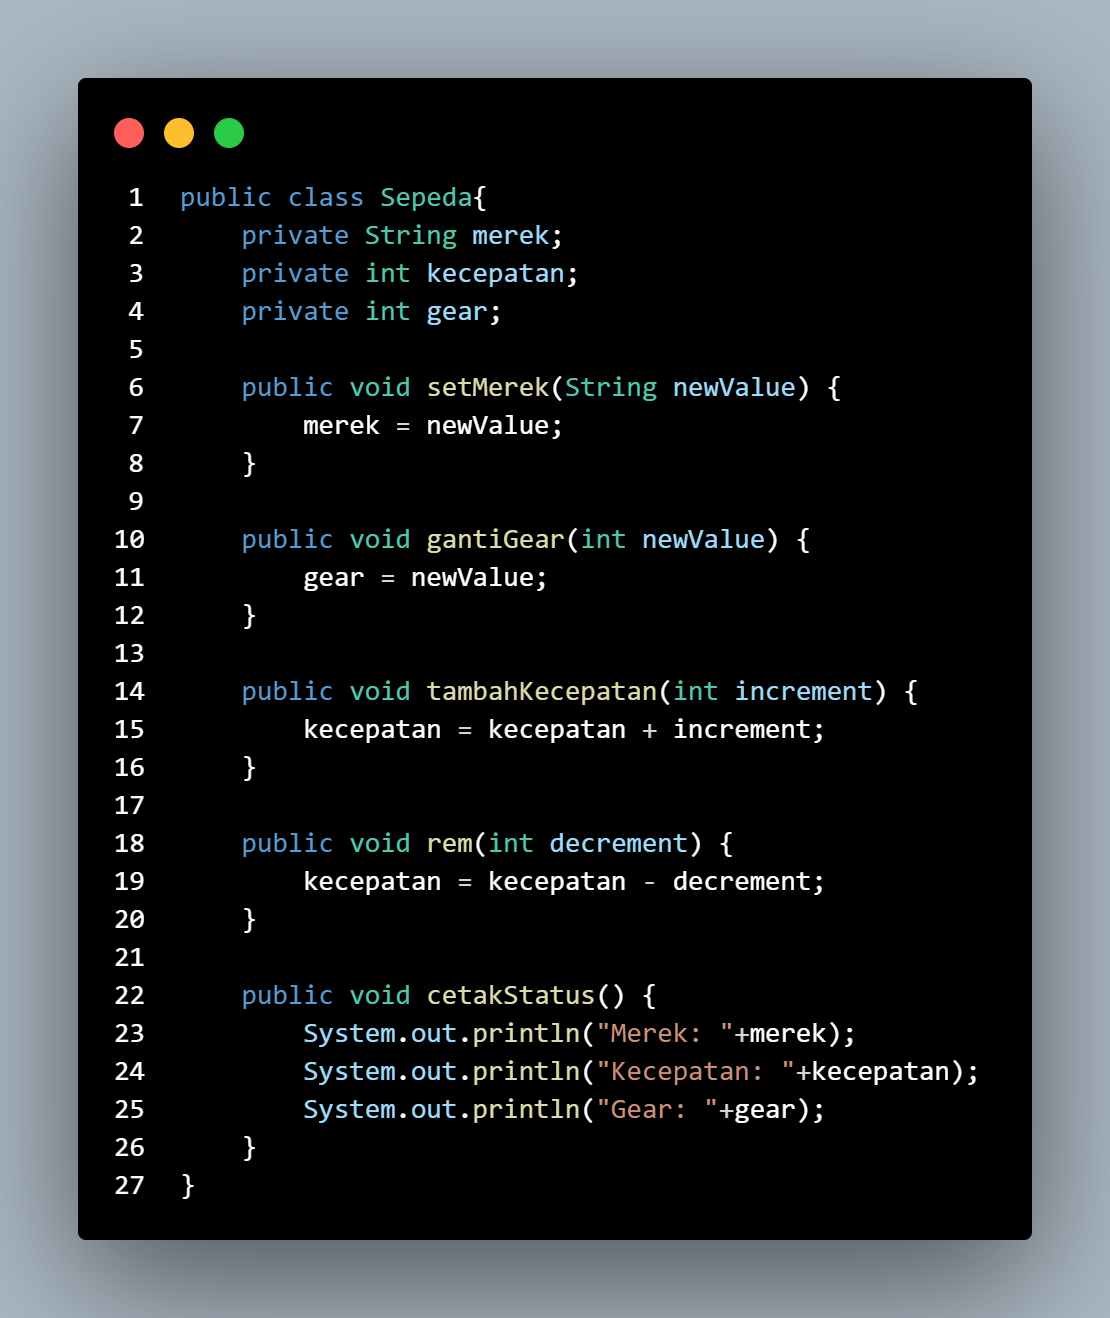 1 public class Sepeda{
2     private String merek;
3     private int kecepatan;
4     private int gear;
5
6     public void setMerek(String newValue) {
7         merek = newValue;
8     }
9
10     public void gantiGear(int newValue) {
11         gear = newValue;
12     }
13
14     public void tambahKecepatan(int increment) {
15         kecepatan = kecepatan + increment;
16     }
17
18     public void rem(int decrement) {
19         kecepatan = kecepatan - decrement;
20     }
21
22     public void cetakStatus() {
23         System.out.println("Merek: "+merek);
24         System.out.println("Kecepatan: "+kecepatan);
25         System.out.println("Gear: "+gear);
26     }
27 }